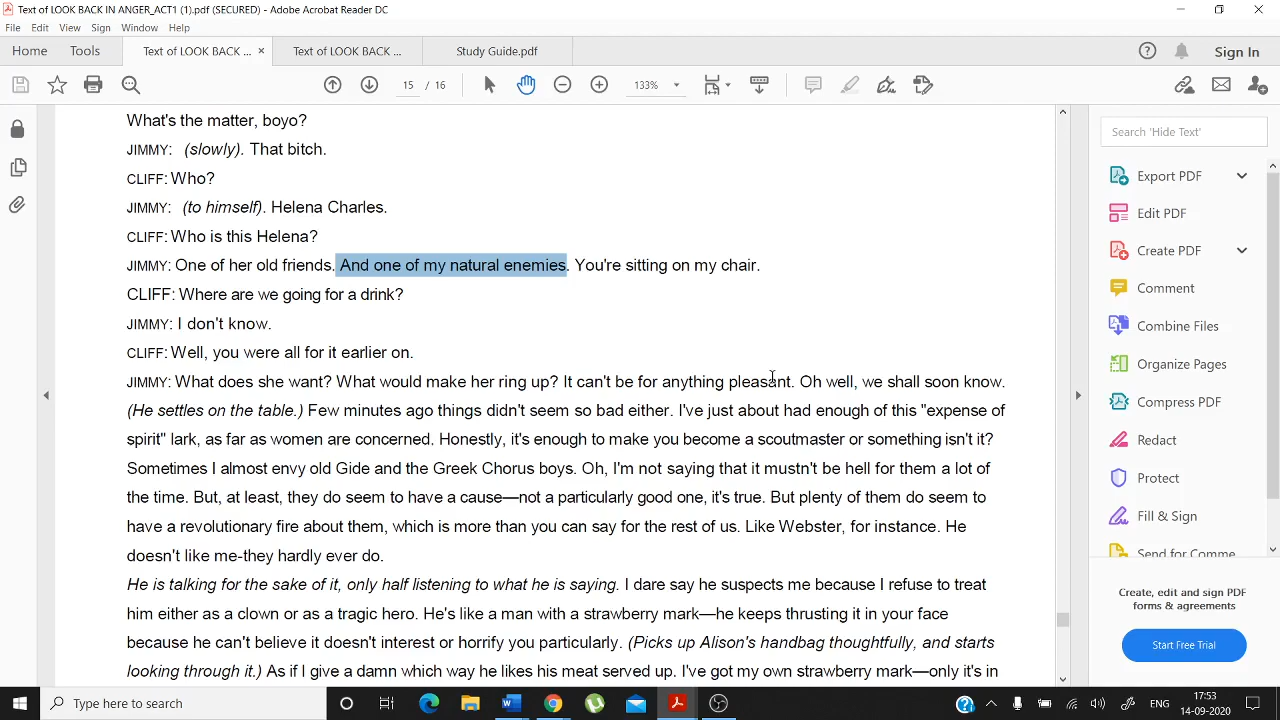 Text of LOOK BACK IN ANGER_ACT1 (1).pdf (SECURED) - Adobe Acrobat Reader DC
File Edit View Sign Window Help
Home Tools Text of LOOK BACK ... × Text of LOOK BACK ... Study Guide.pdf Sign In
15 / 16 133%
What's the matter, boyo?
JIMMY: (slowly). That bitch.
CLIFF: Who?
JIMMY: (to himself). Helena Charles.
CLIFF: Who is this Helena?
JIMMY: One of her old friends. And one of my natural enemies. You're sitting on my chair.
CLIFF: Where are we going for a drink?
JIMMY: I don't know.
CLIFF: Well, you were all for it earlier on.
JIMMY: What does she want? What would make her ring up? It can't be for anything pleasant. Oh well, we shall soon know.
(He settles on the table.) Few minutes ago things didn't seem so bad either. I've just about had enough of this "expense of
spirit" lark, as far as women are concerned. Honestly, it's enough to make you become a scoutmaster or something isn't it?
Sometimes I almost envy old Gide and the Greek Chorus boys. Oh, I'm not saying that it mustn't be hell for them a lot of
the time. But, at least, they do seem to have a cause—not a particularly good one, it's true. But plenty of them do seem to
have a revolutionary fire about them, which is more than you can say for the rest of us. Like Webster, for instance. He
doesn't like me-they hardly ever do.
He is talking for the sake of it, only half listening to what he is saying. I dare say he suspects me because I refuse to treat
him either as a clown or as a tragic hero. He's like a man with a strawberry mark—he keeps thrusting it in your face
because he can't believe it doesn't interest or horrify you particularly. (Picks up Alison's handbag thoughtfully, and starts
looking through it.) As if I give a damn which way he likes his meat served up. I've got my own strawberry mark—only it's in
Search 'Hide Text'
Export PDF
Edit PDF
Create PDF
Comment
Combine Files
Organize Pages
Compress PDF
Redact
Protect
Fill & Sign
Send for Comme
Create, edit and sign PDF
forms & agreements
Start Free Trial
Type here to search
ENG
17:53
14-09-2020